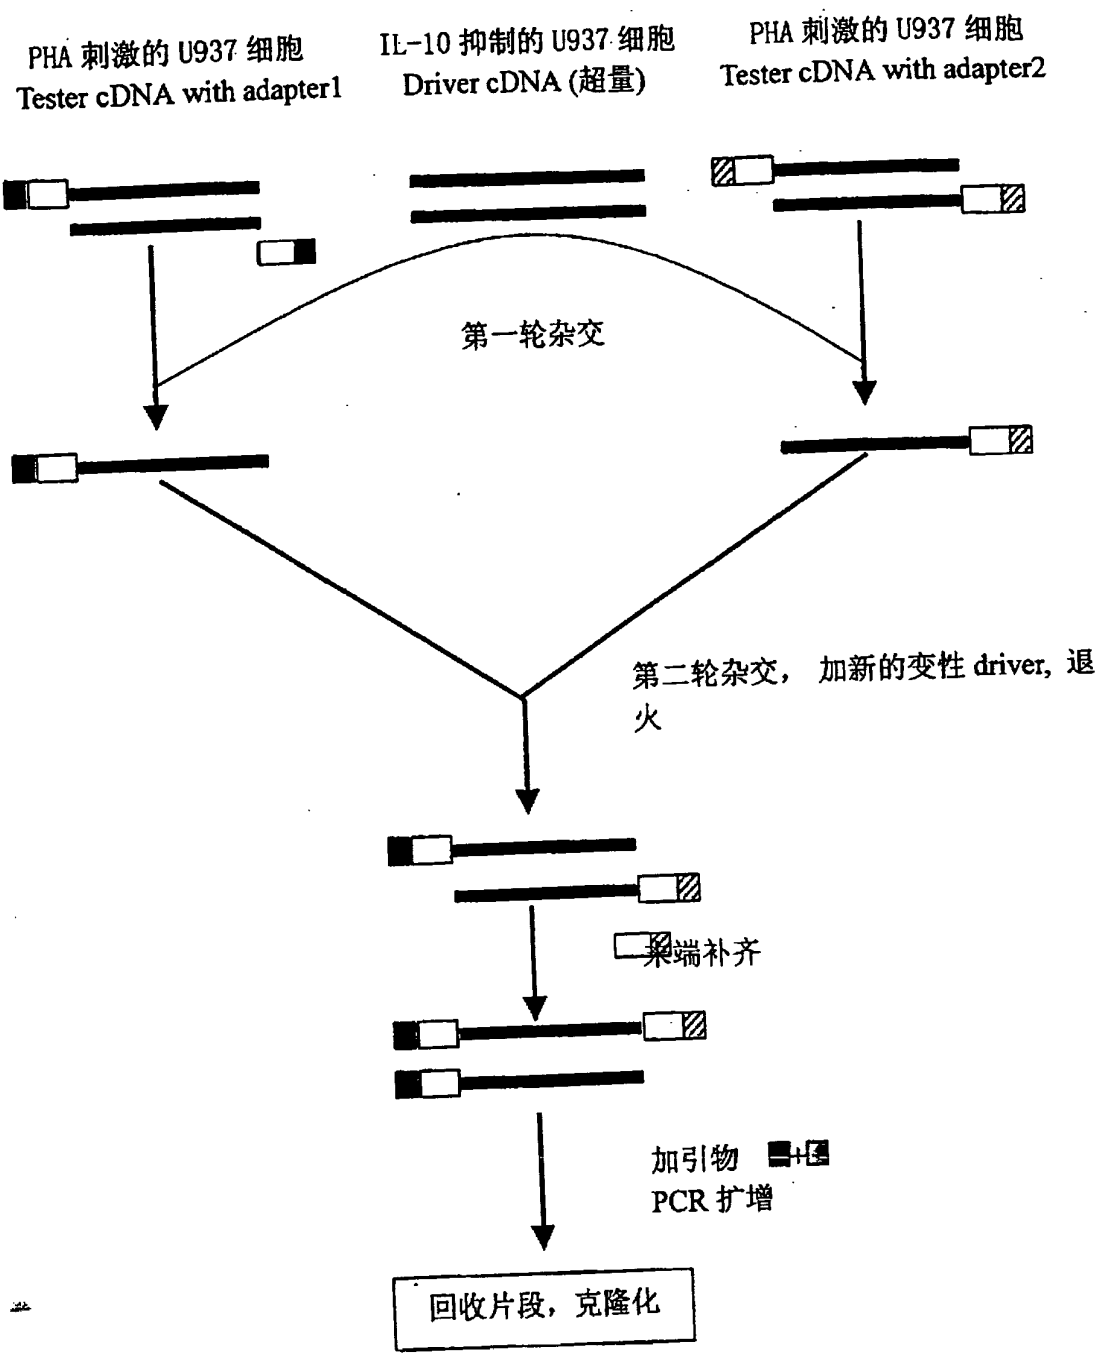 PHA 刺激的 U937 细胞
Tester cDNA with adapter1
IL-10 抑制的 U937 细胞
Driver cDNA (超量)
PHA 刺激的 U937 细胞
Tester cDNA with adapter2
第一轮杂交
第二轮杂交， 加新的变性 driver, 退
火
末端补齐
加引物 +
PCR 扩增
回收片段，克隆化